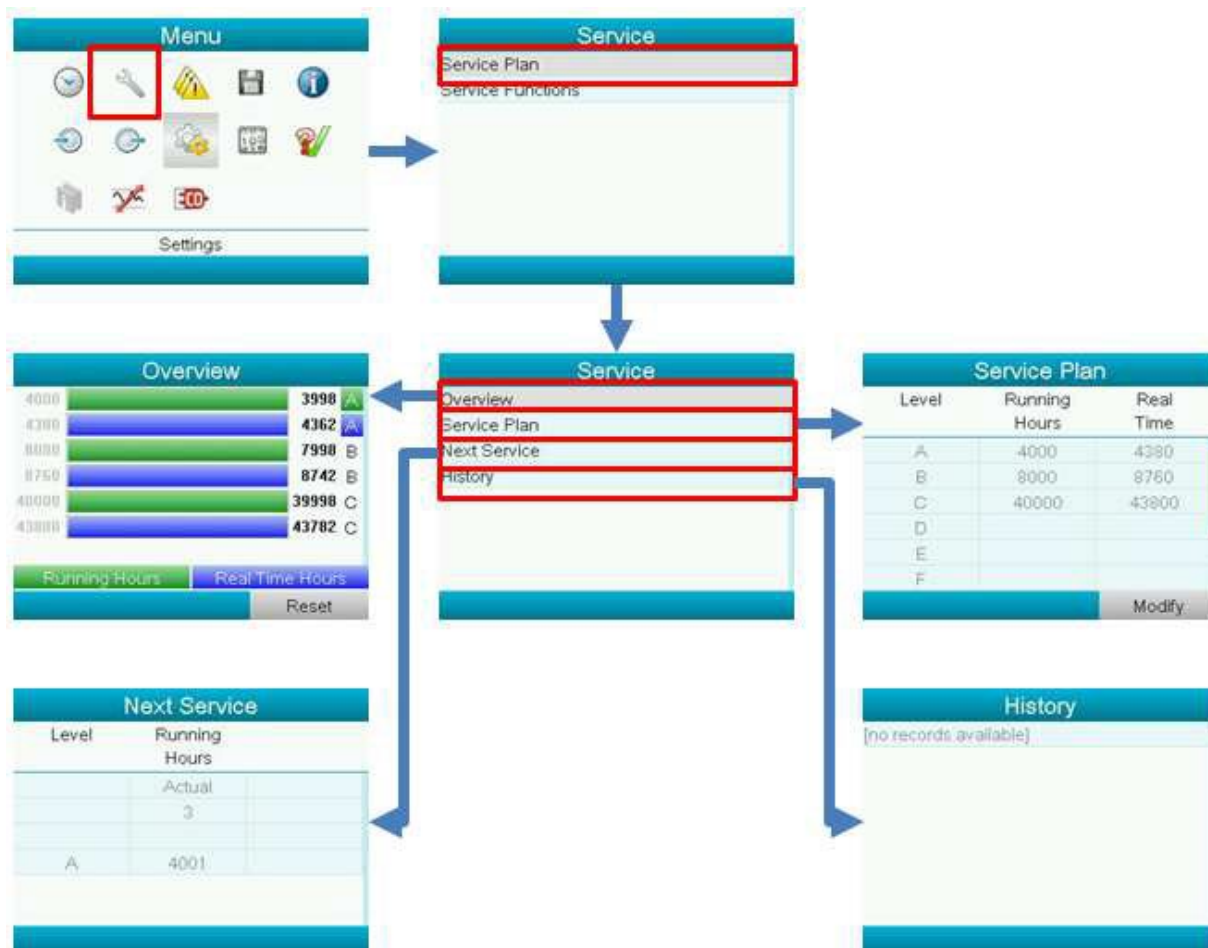 Menu
Settings
Service
Service Plan
Service Functions
Overview
4000 3998 A
4380 4362 A
8000 7998 B
8760 8742 B
40000 39998 C
43800 43782 C
Running Hours Real Time Hours
Reset
Service
Overview
Service Plan
Next Service
History
Service Plan
Level Running Real
Hours Time
A 4000 4380
B 8000 8760
C 40000 43800
D
E
F
Modify
Next Service
Level Running
Hours
Actual
3
A 4001
History
[no records available]